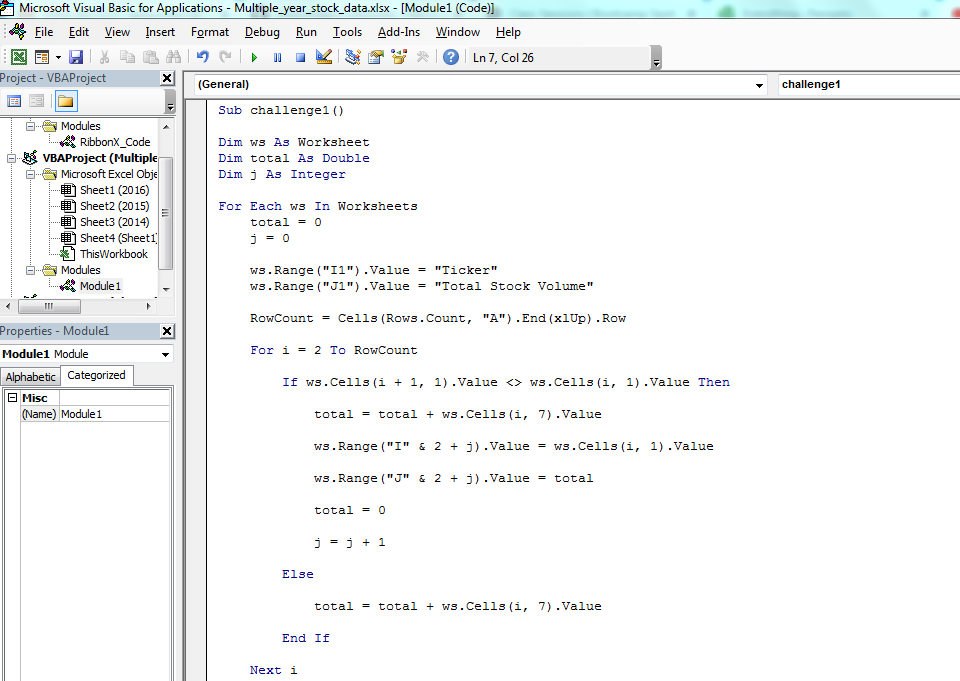 Microsoft Visual Basic for Applications - Multiple_year_stock_data.xlsx - [Module1 (Code)]
File Edit View Insert Format Debug Run Tools Add-Ins Window Help
Ln 7, Col 26
Project - VBAProject
Modules
RibbonX_Code
VBAProject (Multiple
Microsoft Excel Obje
Sheet1 (2016)
Sheet2 (2015)
Sheet3 (2014)
Sheet4 (Sheet1)
ThisWorkbook
Modules
Module1
Properties - Module1
Module1 Module
Alphabetic Categorized
Misc
(Name) Module1
(General) challenge1
Sub challenge1()
Dim ws As Worksheet
Dim total As Double
Dim j As Integer
For Each ws In Worksheets
total = 0
j = 0
ws.Range("I1").Value = "Ticker"
ws.Range("J1").Value = "Total Stock Volume"
RowCount = Cells(Rows.Count, "A").End(xlUp).Row
For i = 2 To RowCount
If ws.Cells(i + 1, 1).Value <> ws.Cells(i, 1).Value Then
total = total + ws.Cells(i, 7).Value
ws.Range("I" & 2 + j).Value = ws.Cells(i, 1).Value
ws.Range("J" & 2 + j).Value = total
total = 0
j = j + 1
Else
total = total + ws.Cells(i, 7).Value
End If
Next i